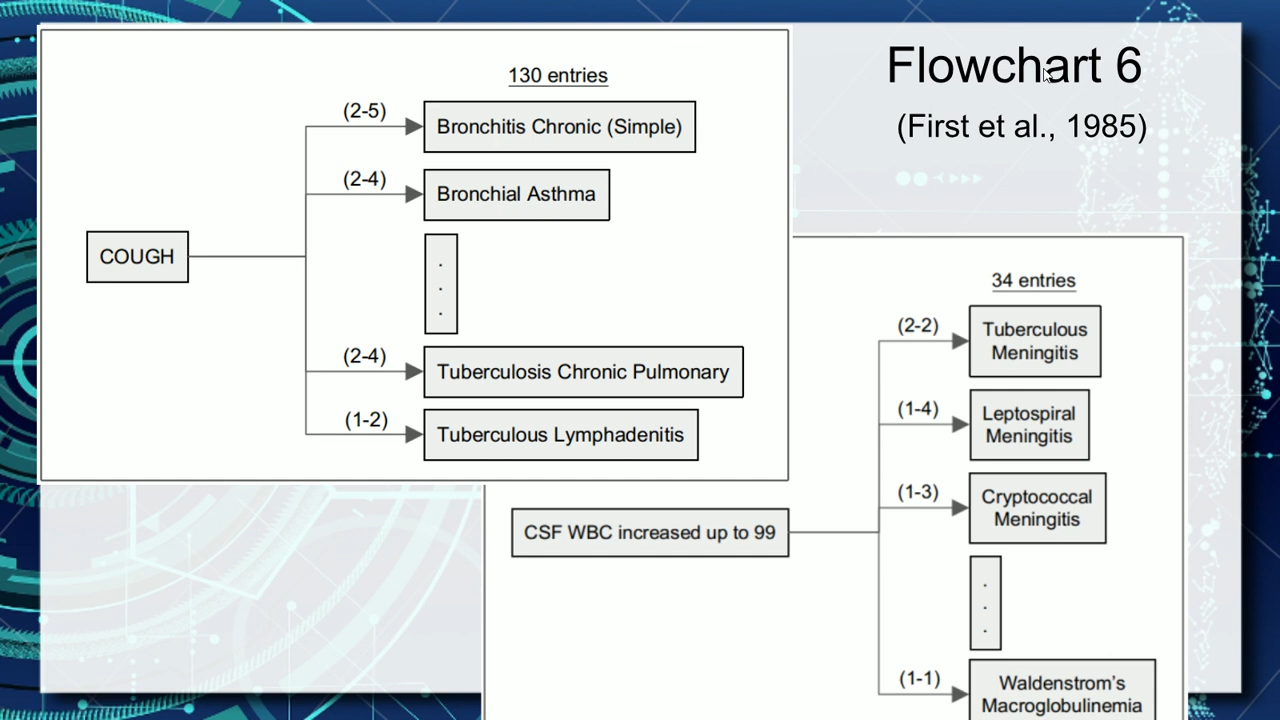 Flowchart 6
(First et al., 1985)
130 entries
COUGH
(2-5)
Bronchitis Chronic (Simple)
(2-4)
Bronchial Asthma
.
.
.
(2-4)
Tuberculosis Chronic Pulmonary
(1-2)
Tuberculous Lymphadenitis
34 entries
CSF WBC increased up to 99
(2-2)
Tuberculous
Meningitis
(1-4)
Leptospiral
Meningitis
(1-3)
Cryptococcal
Meningitis
.
.
.
(1-1)
Waldenstrom's
Macroglobulinemia